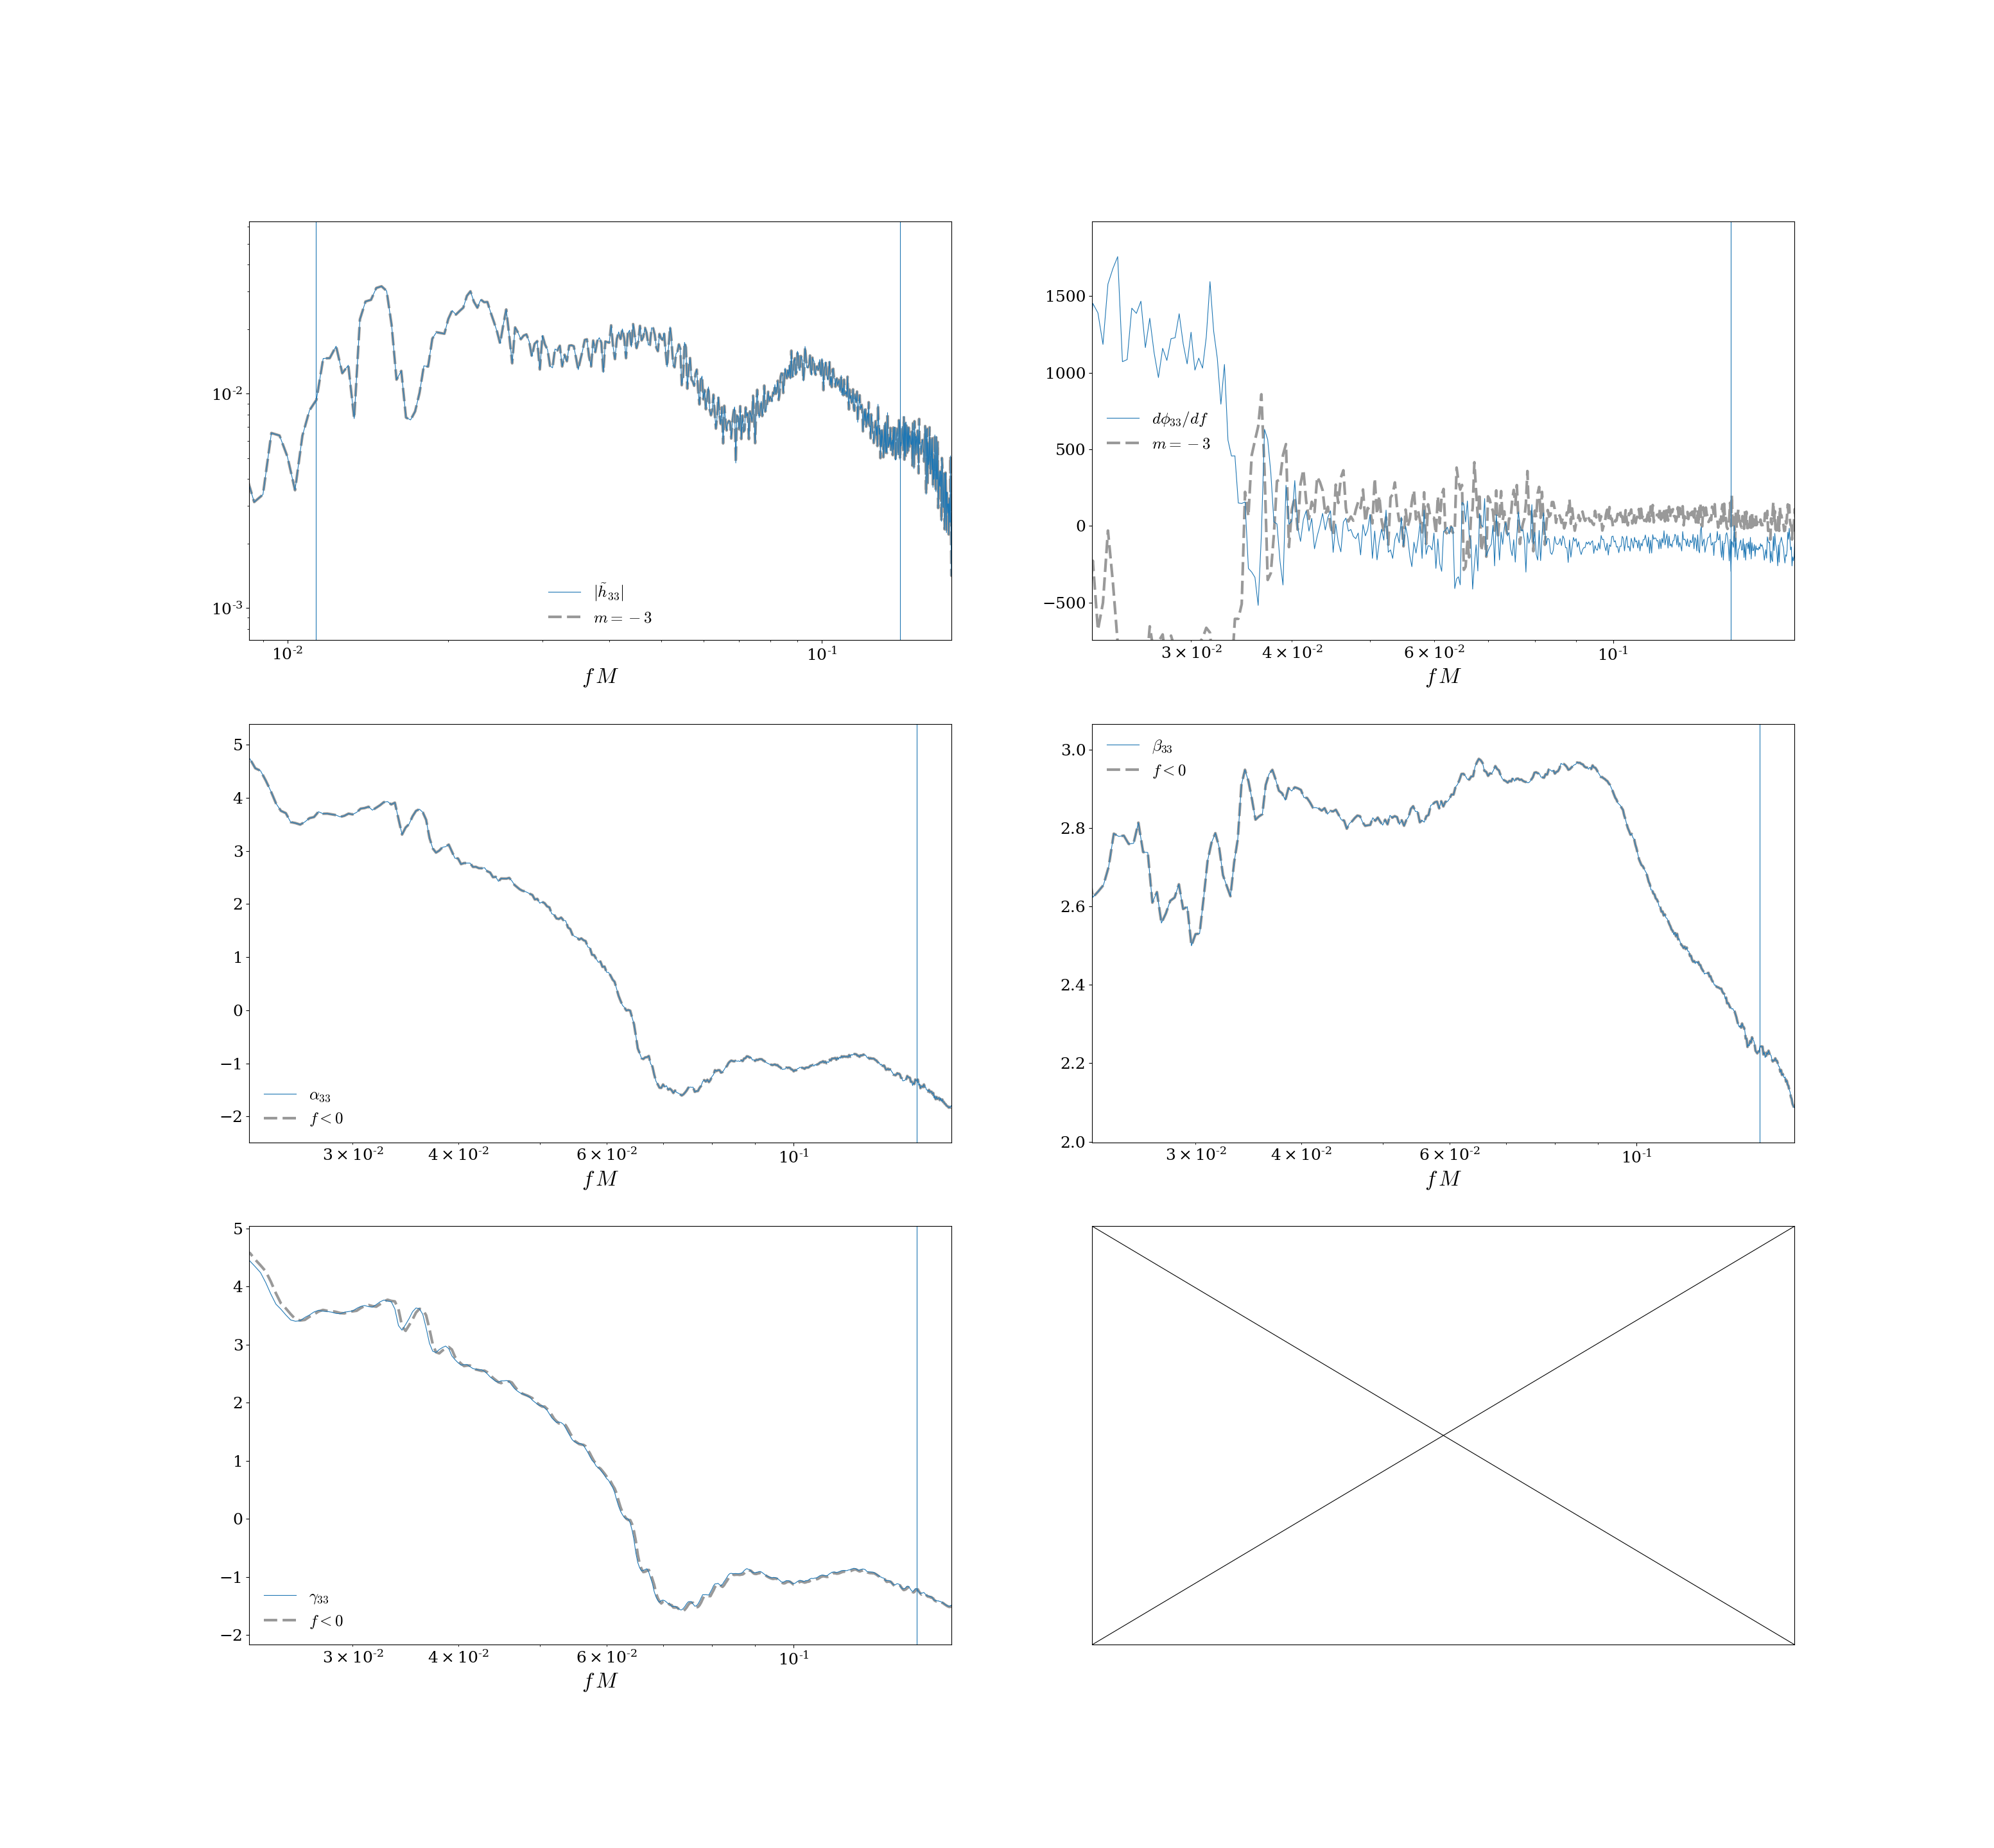 10⁻²
10⁻³
|h̃₃₃|
m = −3
10⁻² 10⁻¹
f M
1500
1000
500
0
−500
dϕ₃₃/df
m = −3
3 × 10⁻² 4 × 10⁻² 6 × 10⁻² 10⁻¹
f M
5
4
3
2
1
0
−1
−2
α₃₃
f < 0
3 × 10⁻² 4 × 10⁻² 6 × 10⁻² 10⁻¹
f M
3.0
2.8
2.6
2.4
2.2
2.0
β₃₃
f < 0
3 × 10⁻² 4 × 10⁻² 6 × 10⁻² 10⁻¹
f M
5
4
3
2
1
0
−1
−2
γ₃₃
f < 0
3 × 10⁻² 4 × 10⁻² 6 × 10⁻² 10⁻¹
f M